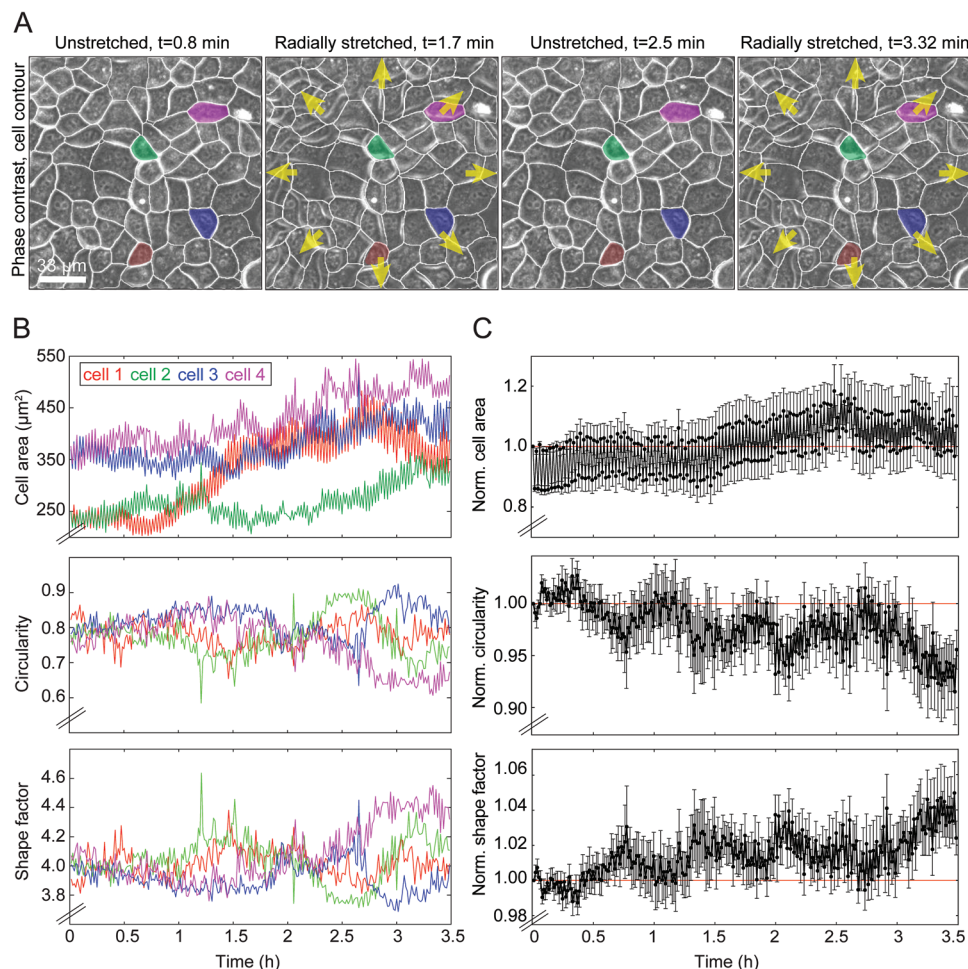 A
Unstretched, t=0.8 min
Radially stretched, t=1.7 min
Unstretched, t=2.5 min
Radially stretched, t=3.32 min
Phase contrast, cell contour
38 µm
B
cell 1 cell 2 cell 3 cell 4
Cell area (µm²)
550
450
350
250
Circularity
0.9
0.8
0.7
0.6
Shape factor
4.6
4.4
4.2
4.0
3.8
0 0.5 1 1.5 2 2.5 3 3.5
Time (h)
C
Norm. cell area
1.2
1.0
0.8
Norm. circularity
1.00
0.95
0.90
Norm. shape factor
1.06
1.04
1.02
1.00
0.98
0 0.5 1 1.5 2 2.5 3 3.5
Time (h)